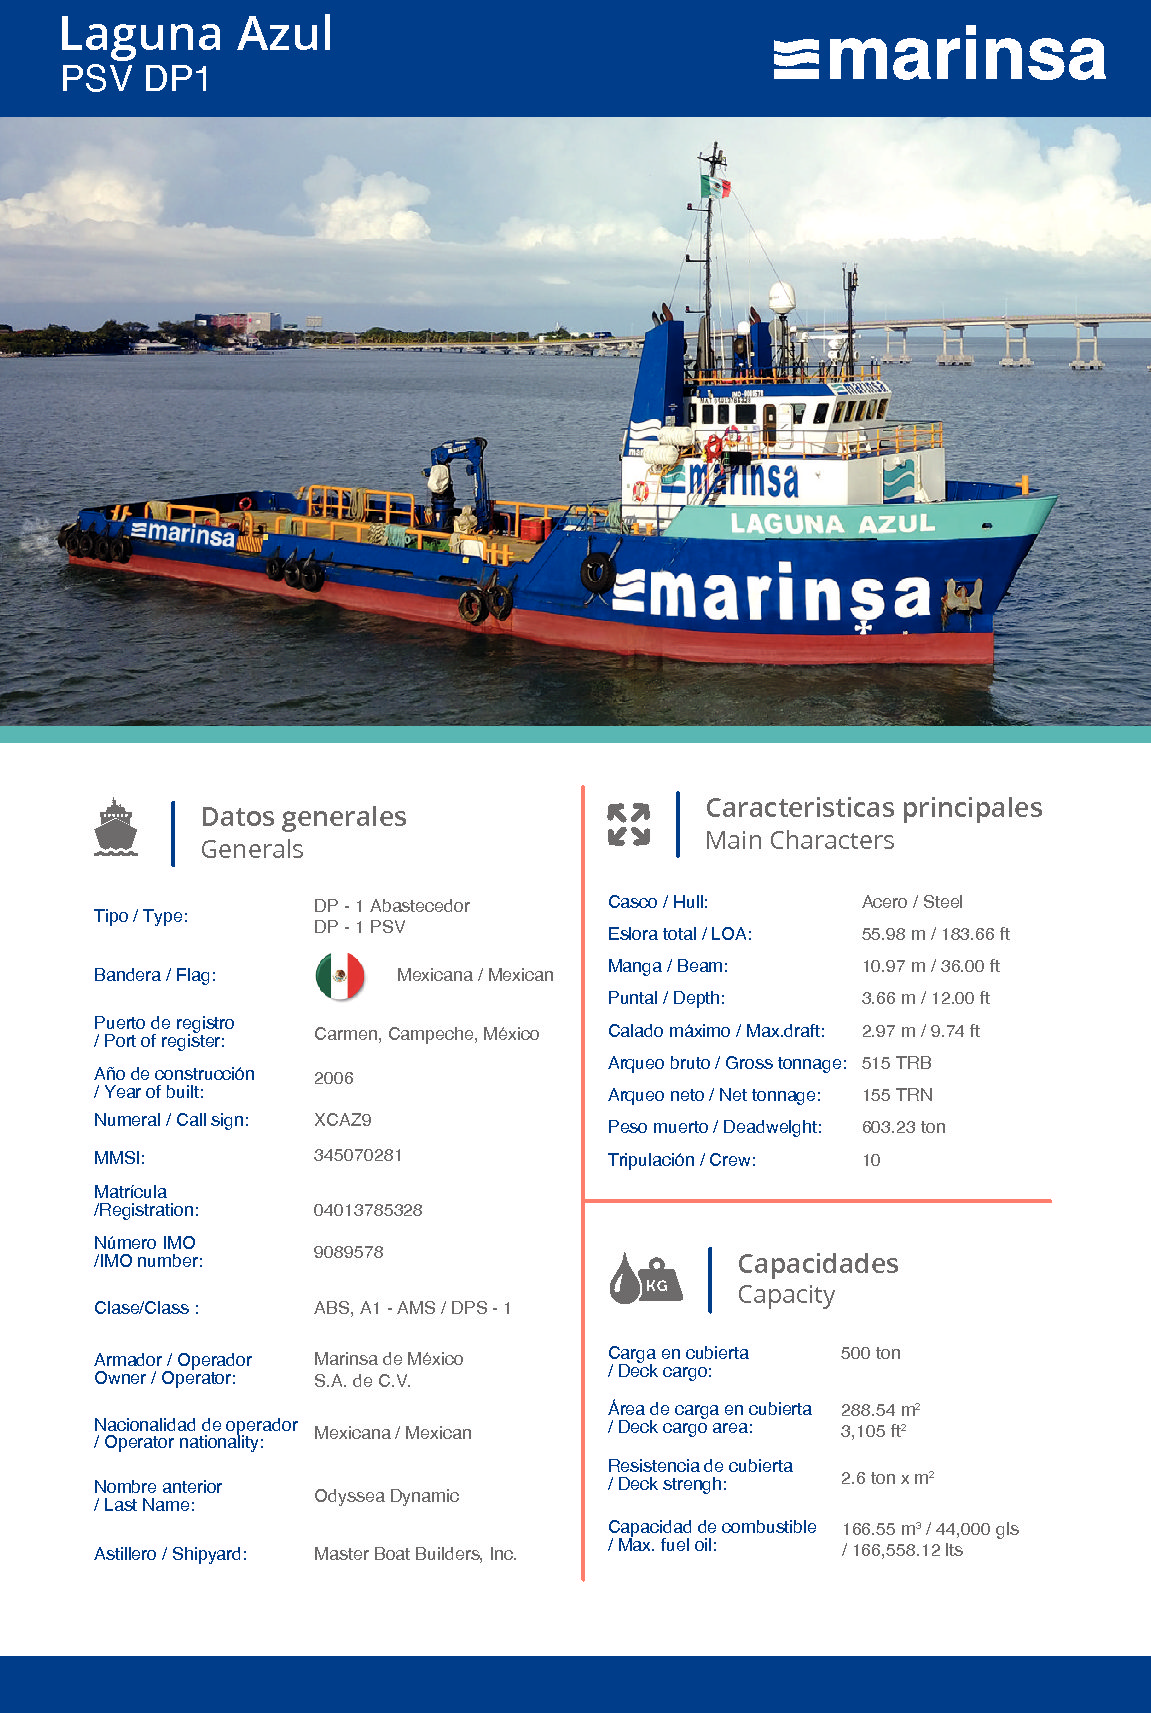 Laguna Azul
PSV DP1
marinsa
marinsa
marinsa
LAGUNA AZUL
marinsa
marinsa
Datos generales
Generals
Tipo / Type:
DP - 1 Abastecedor
DP - 1 PSV
Bandera / Flag:
Mexicana / Mexican
Puerto de registro
/ Port of register:
Carmen, Campeche, México
Año de construcción
/ Year of built:
2006
Numeral / Call sign:
XCAZ9
MMSI:
345070281
Matrícula
/Registration:
04013785328
Número IMO
/IMO number:
9089578
Clase/Class :
ABS, A1 - AMS / DPS - 1
Armador / Operador
Owner / Operator:
Marinsa de México
S.A. de C.V.
Nacionalidad de operador
/ Operator nationality:
Mexicana / Mexican
Nombre anterior
/ Last Name:
Odyssea Dynamic
Astillero / Shipyard:
Master Boat Builders, Inc.
Caracteristicas principales
Main Characters
Casco / Hull:
Acero / Steel
Eslora total / LOA:
55.98 m / 183.66 ft
Manga / Beam:
10.97 m / 36.00 ft
Puntal / Depth:
3.66 m / 12.00 ft
Calado máximo / Max.draft:
2.97 m / 9.74 ft
Arqueo bruto / Gross tonnage:
515 TRB
Arqueo neto / Net tonnage:
155 TRN
Peso muerto / Deadwelght:
603.23 ton
Tripulación / Crew:
10
KG
Capacidades
Capacity
Carga en cubierta
/ Deck cargo:
500 ton
Área de carga en cubierta
/ Deck cargo area:
288.54 m²
3,105 ft²
Resistencia de cubierta
/ Deck strengh:
2.6 ton x m²
Capacidad de combustible
/ Max. fuel oil:
166.55 m³ / 44,000 gls
/ 166,558.12 lts